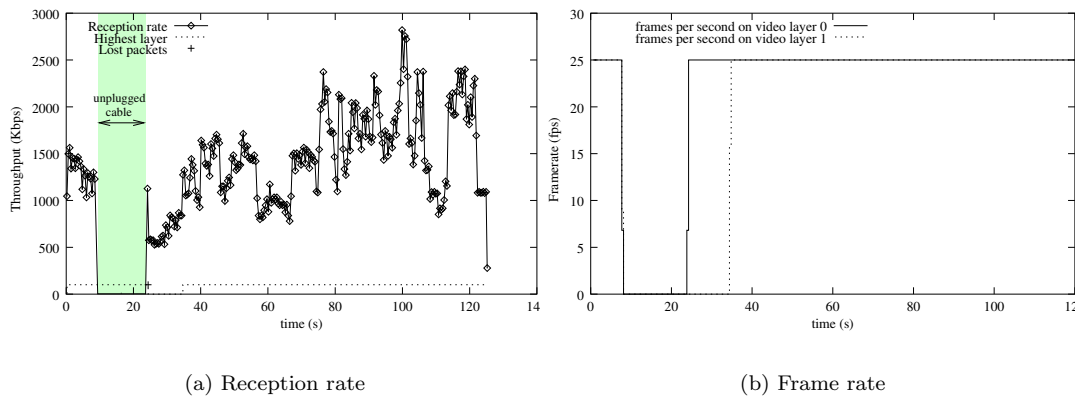 3000
2500
2000
1500
1000
500
0
Throughput (Kbps)
Reception rate
Highest layer
Lost packets
unplugged
cable
0 20 40 60 80 100 120 14
time (s)
(a) Reception rate
30
25
20
15
10
5
0
Framerate (fps)
frames per second on video layer 0
frames per second on video layer 1
0 20 40 60 80 100 120
time (s)
(b) Frame rate